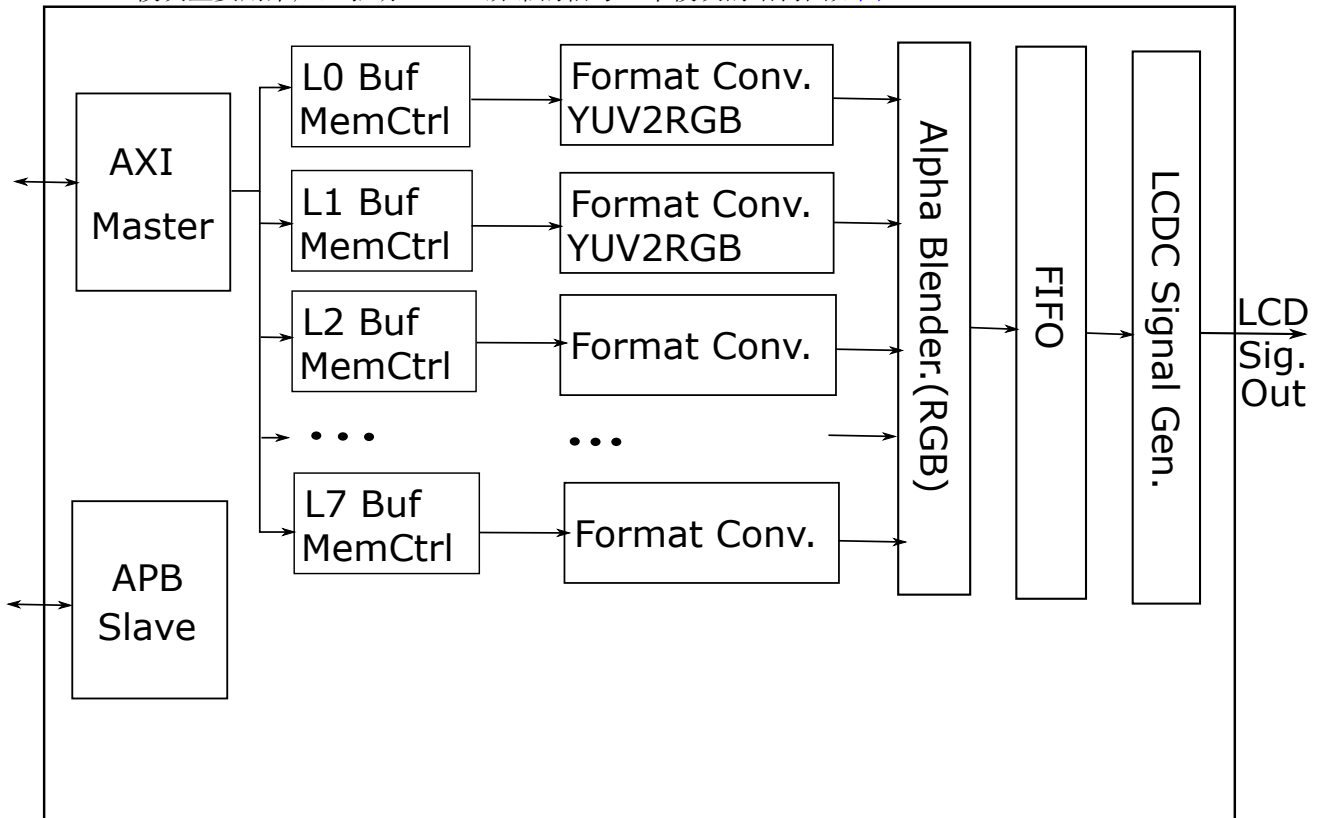 AXI
Master
L0 Buf
MemCtrl
Format Conv.
YUV2RGB
L1 Buf
MemCtrl
Format Conv.
YUV2RGB
L2 Buf
MemCtrl
Format Conv.
...
...
L7 Buf
MemCtrl
Format Conv.
APB
Slave
Alpha Blender.(RGB)
FIFO
LCDC Signal Gen.
LCD
Sig.
Out